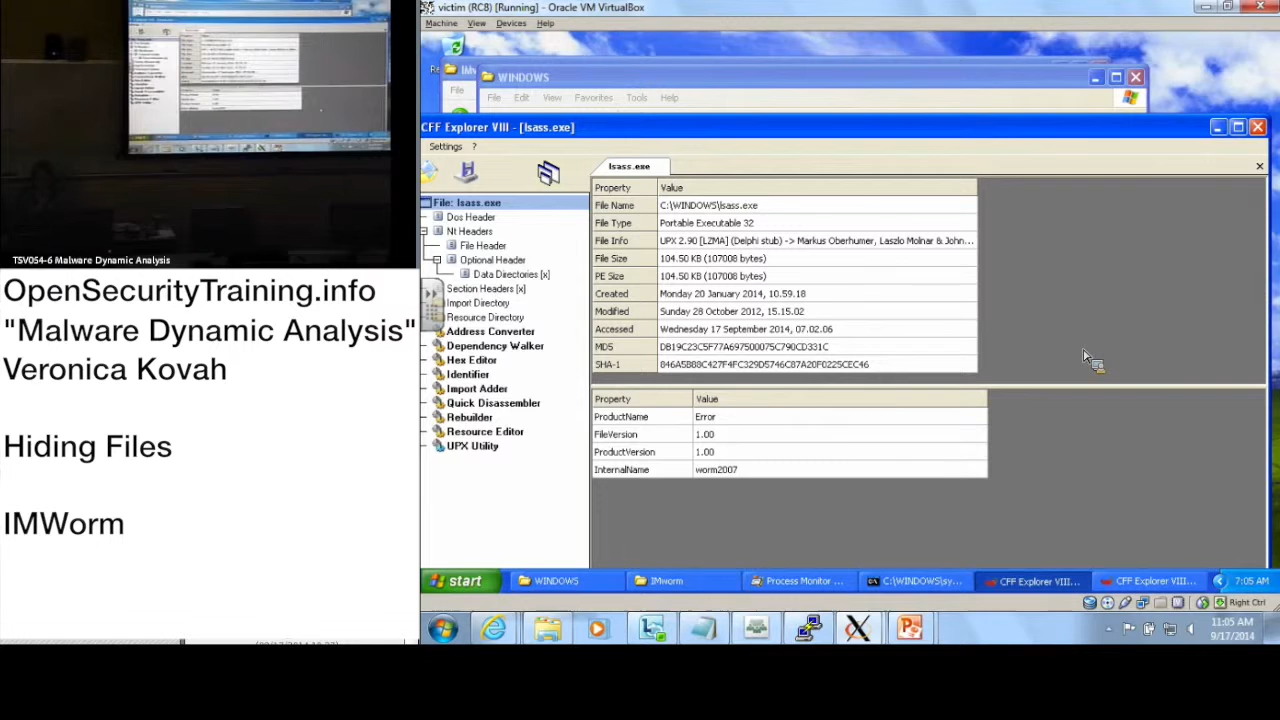 victim (RC8) [Running] - Oracle VM VirtualBox
Machine View Devices Help
WINDOWS
File Edit View Favorites Tools Help
File
CFF Explorer VIII - [lsass.exe]
Settings ?
lsass.exe
File: lsass.exe
Dos Header
Nt Headers
File Header
Optional Header
Data Directories [x]
Section Headers [x]
Import Directory
Resource Directory
Address Converter
Dependency Walker
Hex Editor
Identifier
Import Adder
Quick Disassembler
Rebuilder
Resource Editor
UPX Utility
Property Value
File Name C:\WINDOWS\lsass.exe
File Type Portable Executable 32
File Info UPX 2.90 [LZMA] (Delphi stub) -> Markus Oberhumer, Laszlo Molnar & John...
File Size 104.50 KB (107008 bytes)
PE Size 104.50 KB (107008 bytes)
Created Monday 20 January 2014, 10.59.18
Modified Sunday 28 October 2012, 15.15.02
Accessed Wednesday 17 September 2014, 07.02.06
MD5 DB19C23C5F77A697500075C790CD331C
SHA-1 846A5B88C427F4FC329D5746C87A20F0225CEC46
Property Value
ProductName Error
FileVersion 1.00
ProductVersion 1.00
InternalName worm2007
TSV054-6 Malware Dynamic Analysis
OpenSecurityTraining.info
"Malware Dynamic Analysis"
Veronica Kovah
Hiding Files
IMWorm
start WINDOWS IMworm Process Monitor ... C:\WINDOWS\sy... CFF Explorer VIII... CFF Explorer VIII... 7:05 AM
Right Ctrl
11:05 AM
9/17/2014